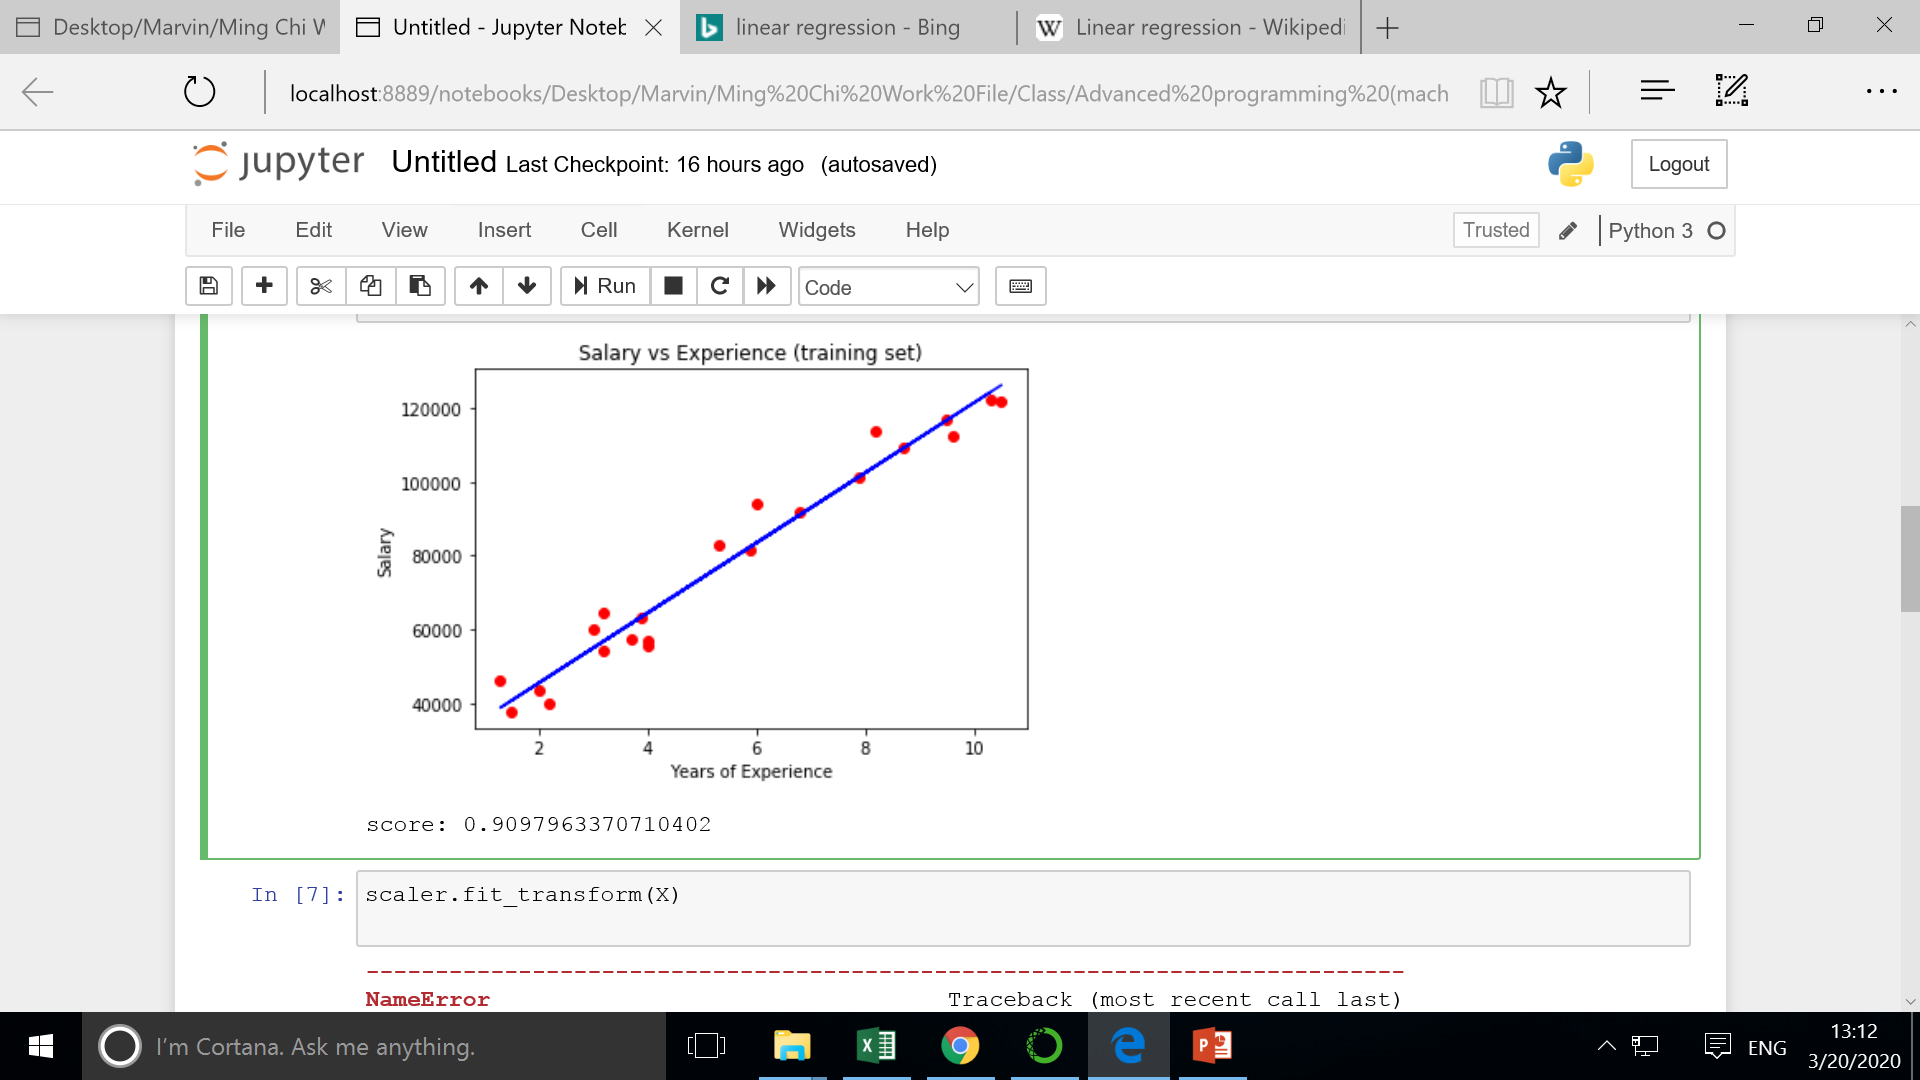 Desktop/Marvin/Ming Chi W
Untitled - Jupyter Noteb
linear regression - Bing
Linear regression - Wikipedi
localhost:8889/notebooks/Desktop/Marvin/Ming%20Chi%20Work%20File/Class/Advanced%20programming%20(mach
jupyter Untitled Last Checkpoint: 16 hours ago (autosaved)
Logout
File Edit View Insert Cell Kernel Widgets Help
Trusted
Python 3
Run
Code
Salary vs Experience (training set)
120000
100000
80000
60000
40000
Salary
2 4 6 8 10
Years of Experience
score: 0.9097963370710402
In [7]: scaler.fit_transform(X)
---------------------------------------------------------------------------
NameError Traceback (most recent call last)
I'm Cortana. Ask me anything.
ENG
13:12
3/20/2020